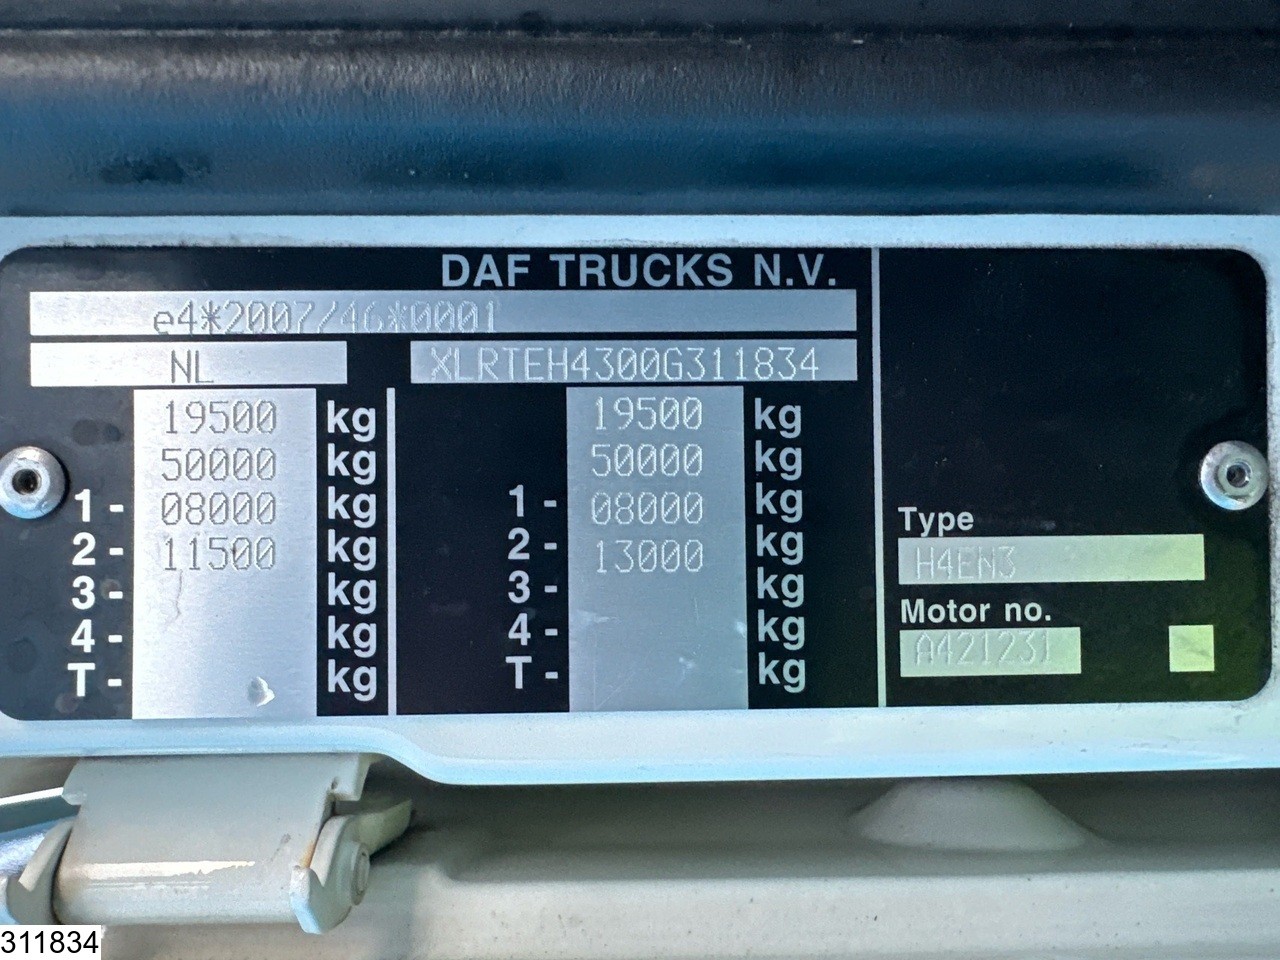 DAF TRUCKS N.V.
e4*2007/46*0001
NL XLRTEH4300G311834
19500 kg 19500 kg
50000 kg 50000 kg
1- 08000 kg 1- 08000 kg
2- 11500 kg 2- 13000 kg
3- kg 3- kg
4- kg 4- kg
T- kg T- kg
Type
H4EN3
Motor no.
A421231
311834